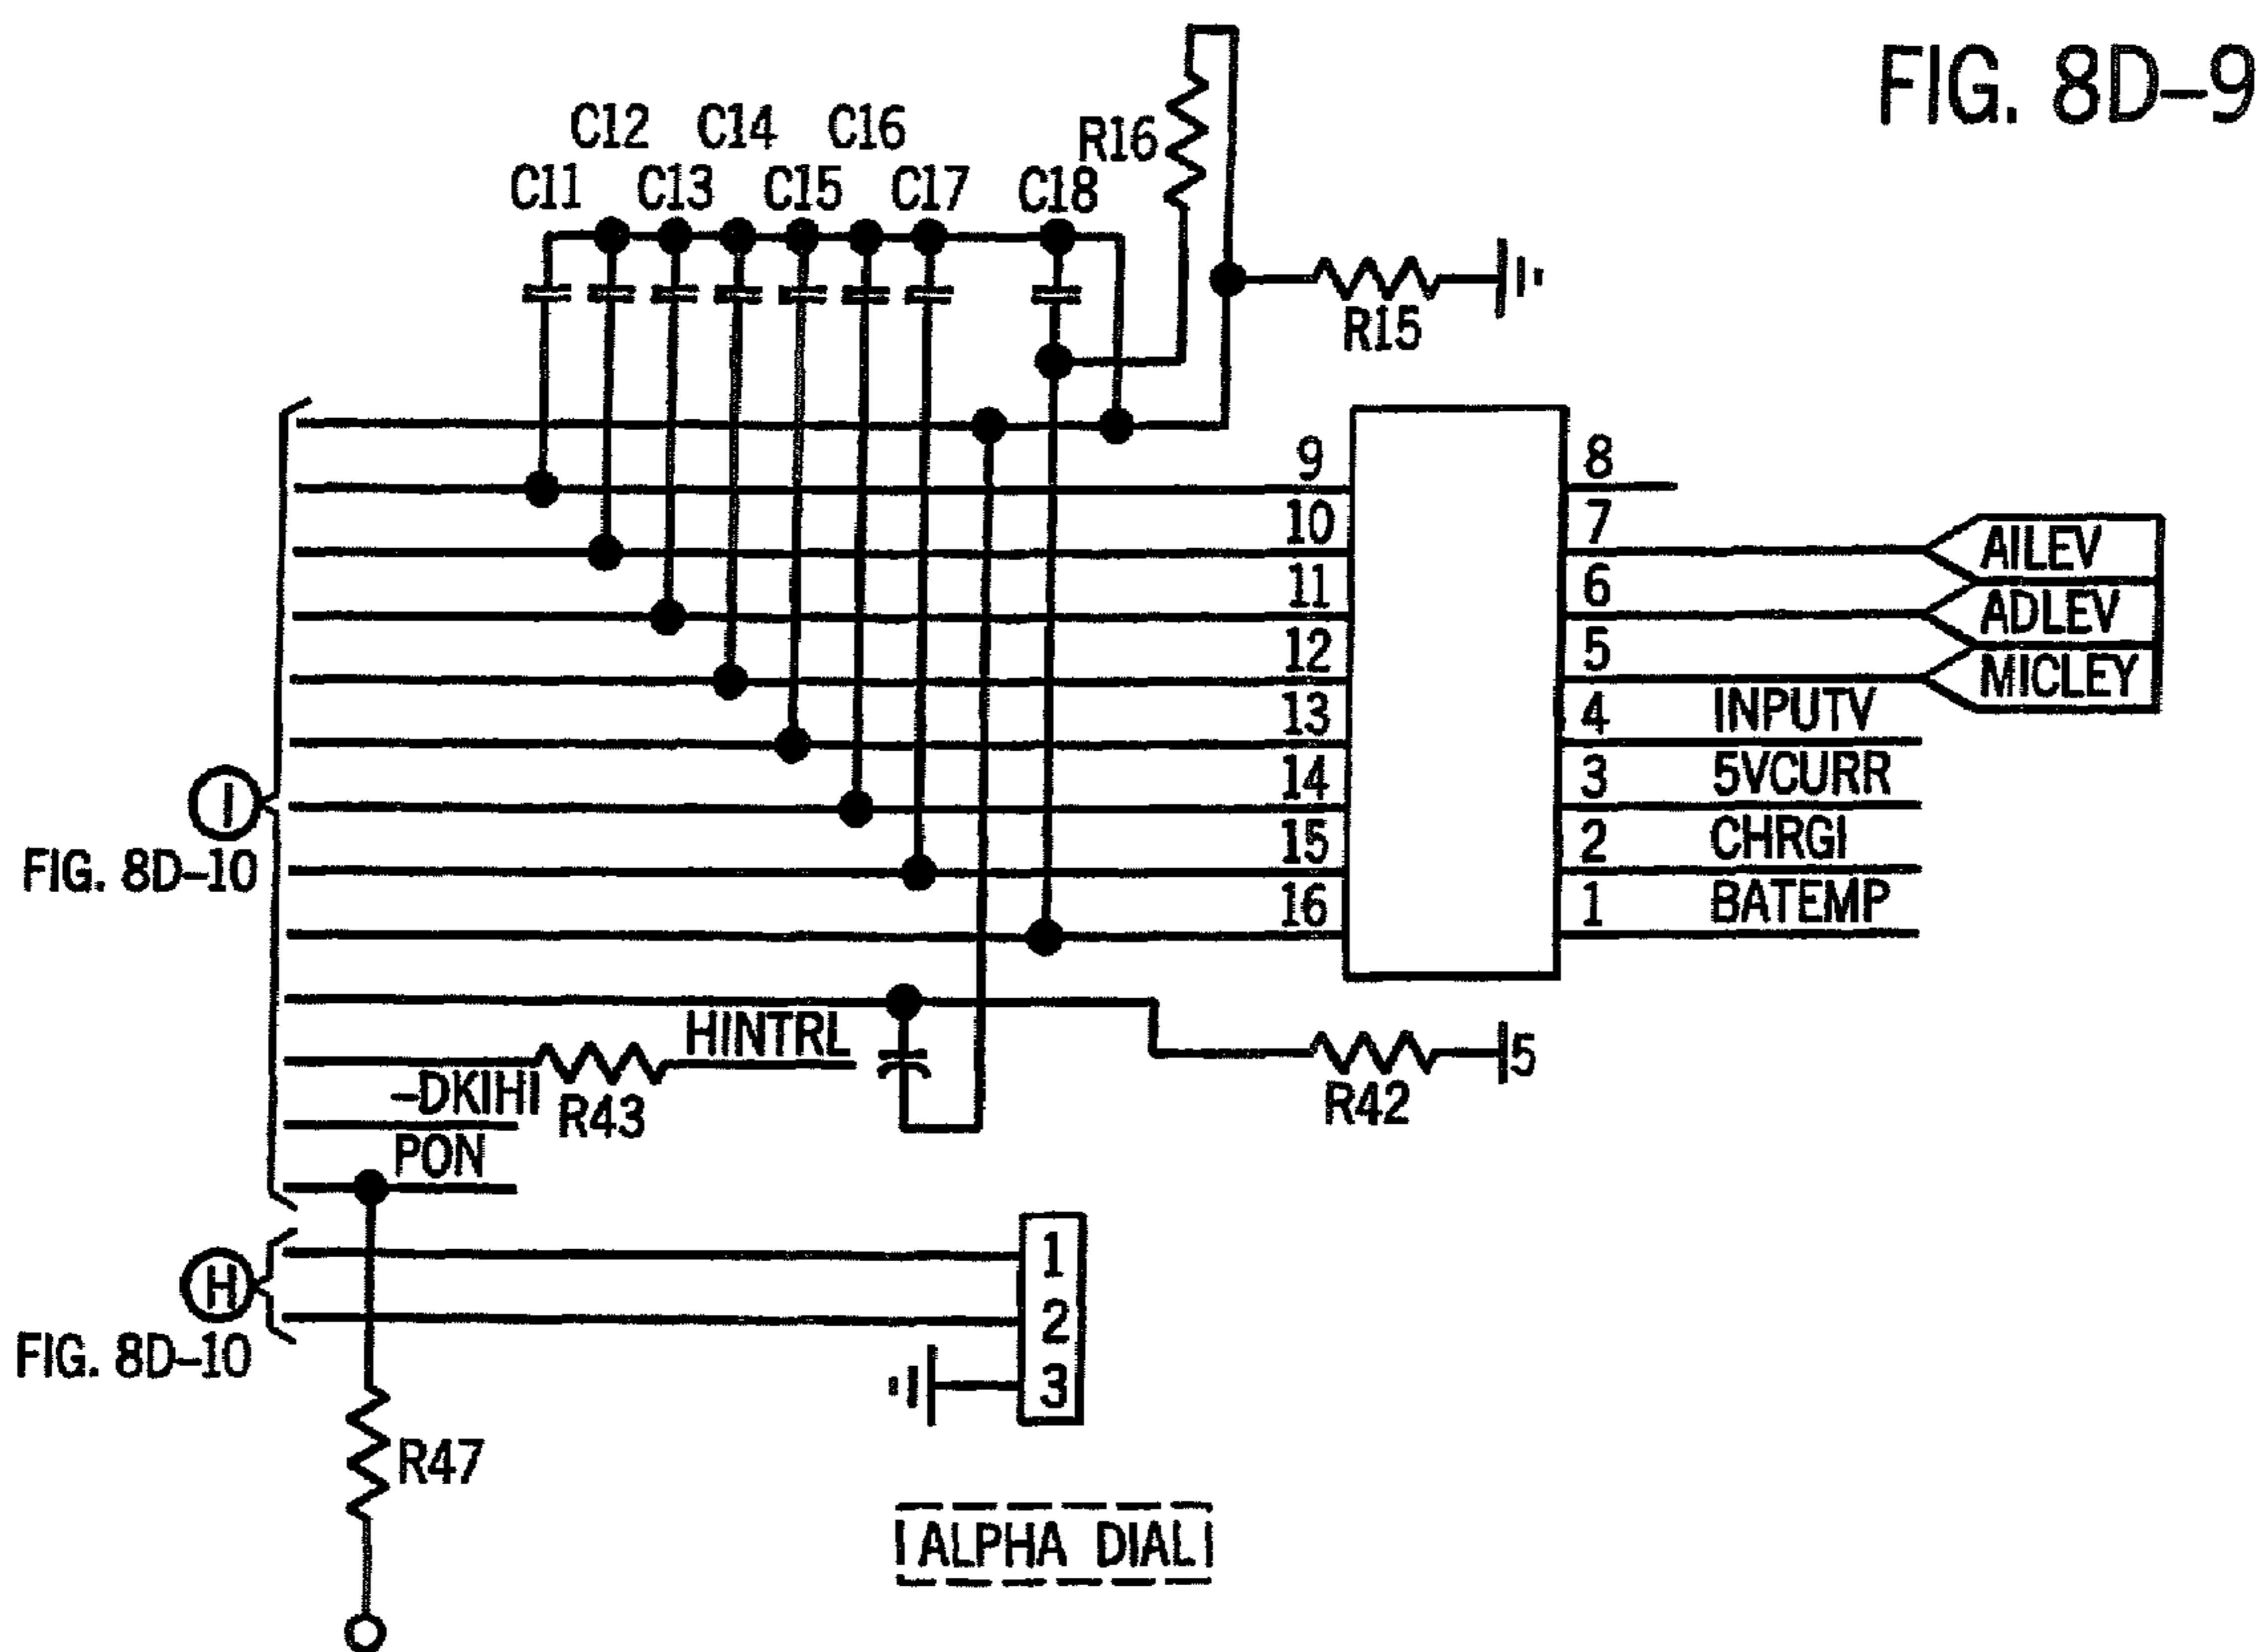 FIG. 8D-9
C12 C14 C16
C11 C13 C15 C17 C18
R16
R15
9 8
10 7 AILEV
11 6 ADLEV
12 5 MICLEY
13 4 INPUTV
14 3 5VCURR
15 2 CHRGI
16 1 BATEMP
I
FIG. 8D-10
HINTRL
R43
R42
5
-DKIHI
PON
H
FIG. 8D-10
1
2
3
R47
ALPHA DIAL